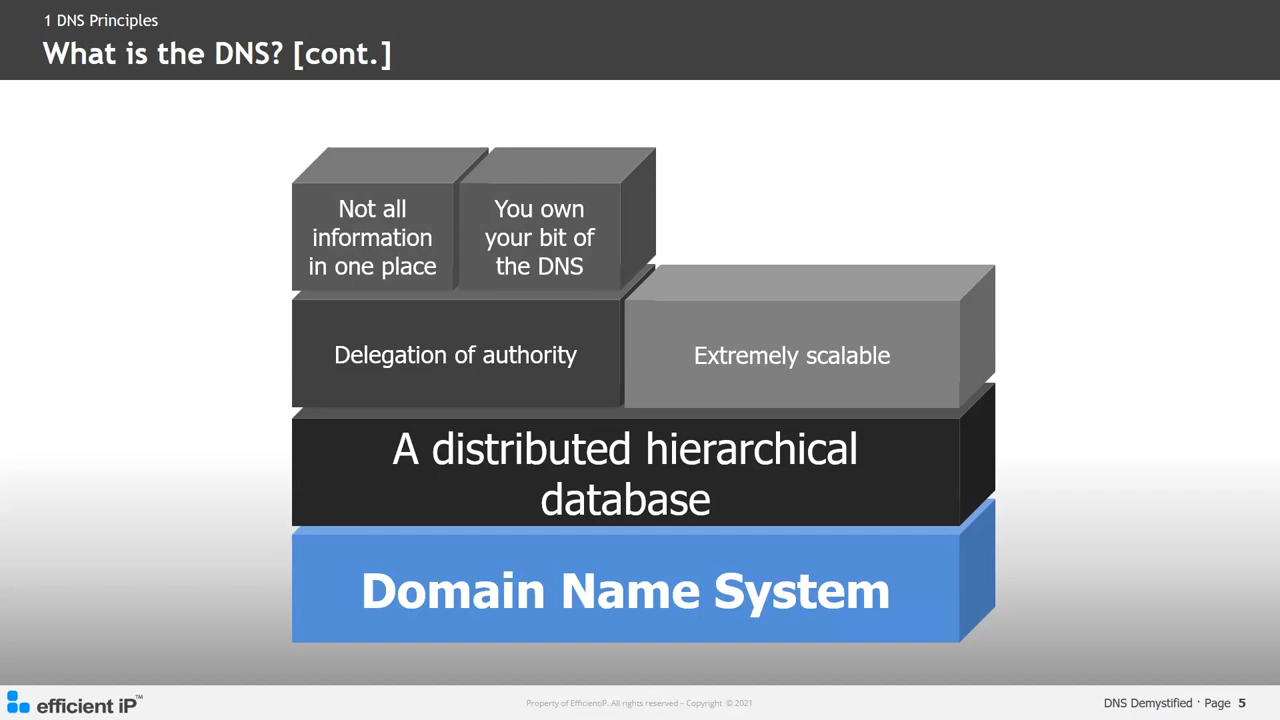 1 DNS Principles
What is the DNS? [cont.]
Not all
information
in one place
You own
your bit of
the DNS
Delegation of authority
Extremely scalable
A distributed hierarchical
database
Domain Name System
efficient iP™
Property of EfficientiP. All rights reserved – Copyright © 2021
DNS Demystified · Page 5